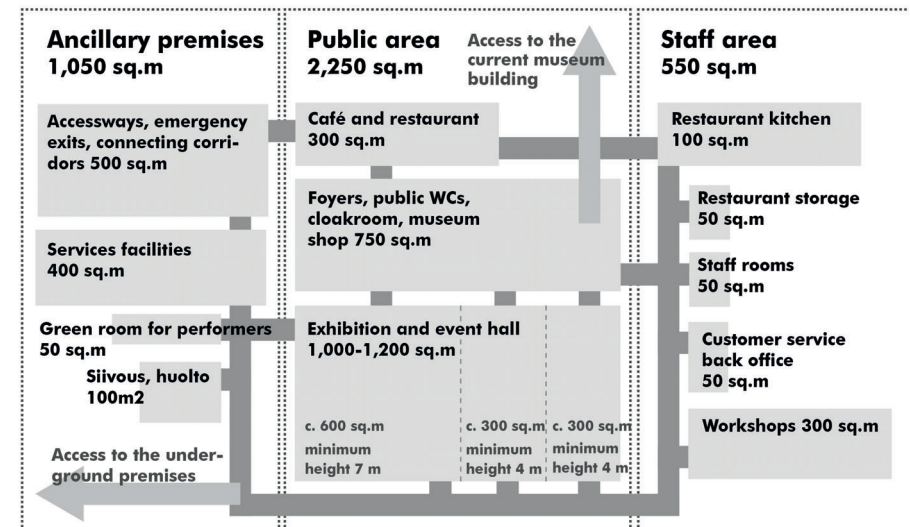 Ancillary premises
1,050 sq.m
Accessways, emergency
exits, connecting corri-
dors 500 sq.m
Services facilities
400 sq.m
Green room for performers
50 sq.m
Siivous, huolto
100m2
Access to the under-
ground premises
Public area
2,250 sq.m
Access to the
current museum
building
Café and restaurant
300 sq.m
Foyers, public WCs,
cloakroom, museum
shop 750 sq.m
Exhibition and event hall
1,000-1,200 sq.m
c. 600 sq.m
minimum
height 7 m
c. 300 sq.m
minimum
height 4 m
c. 300 sq.m
minimum
height 4 m
Staff area
550 sq.m
Restaurant kitchen
100 sq.m
Restaurant storage
50 sq.m
Staff rooms
50 sq.m
Customer service
back office
50 sq.m
Workshops 300 sq.m